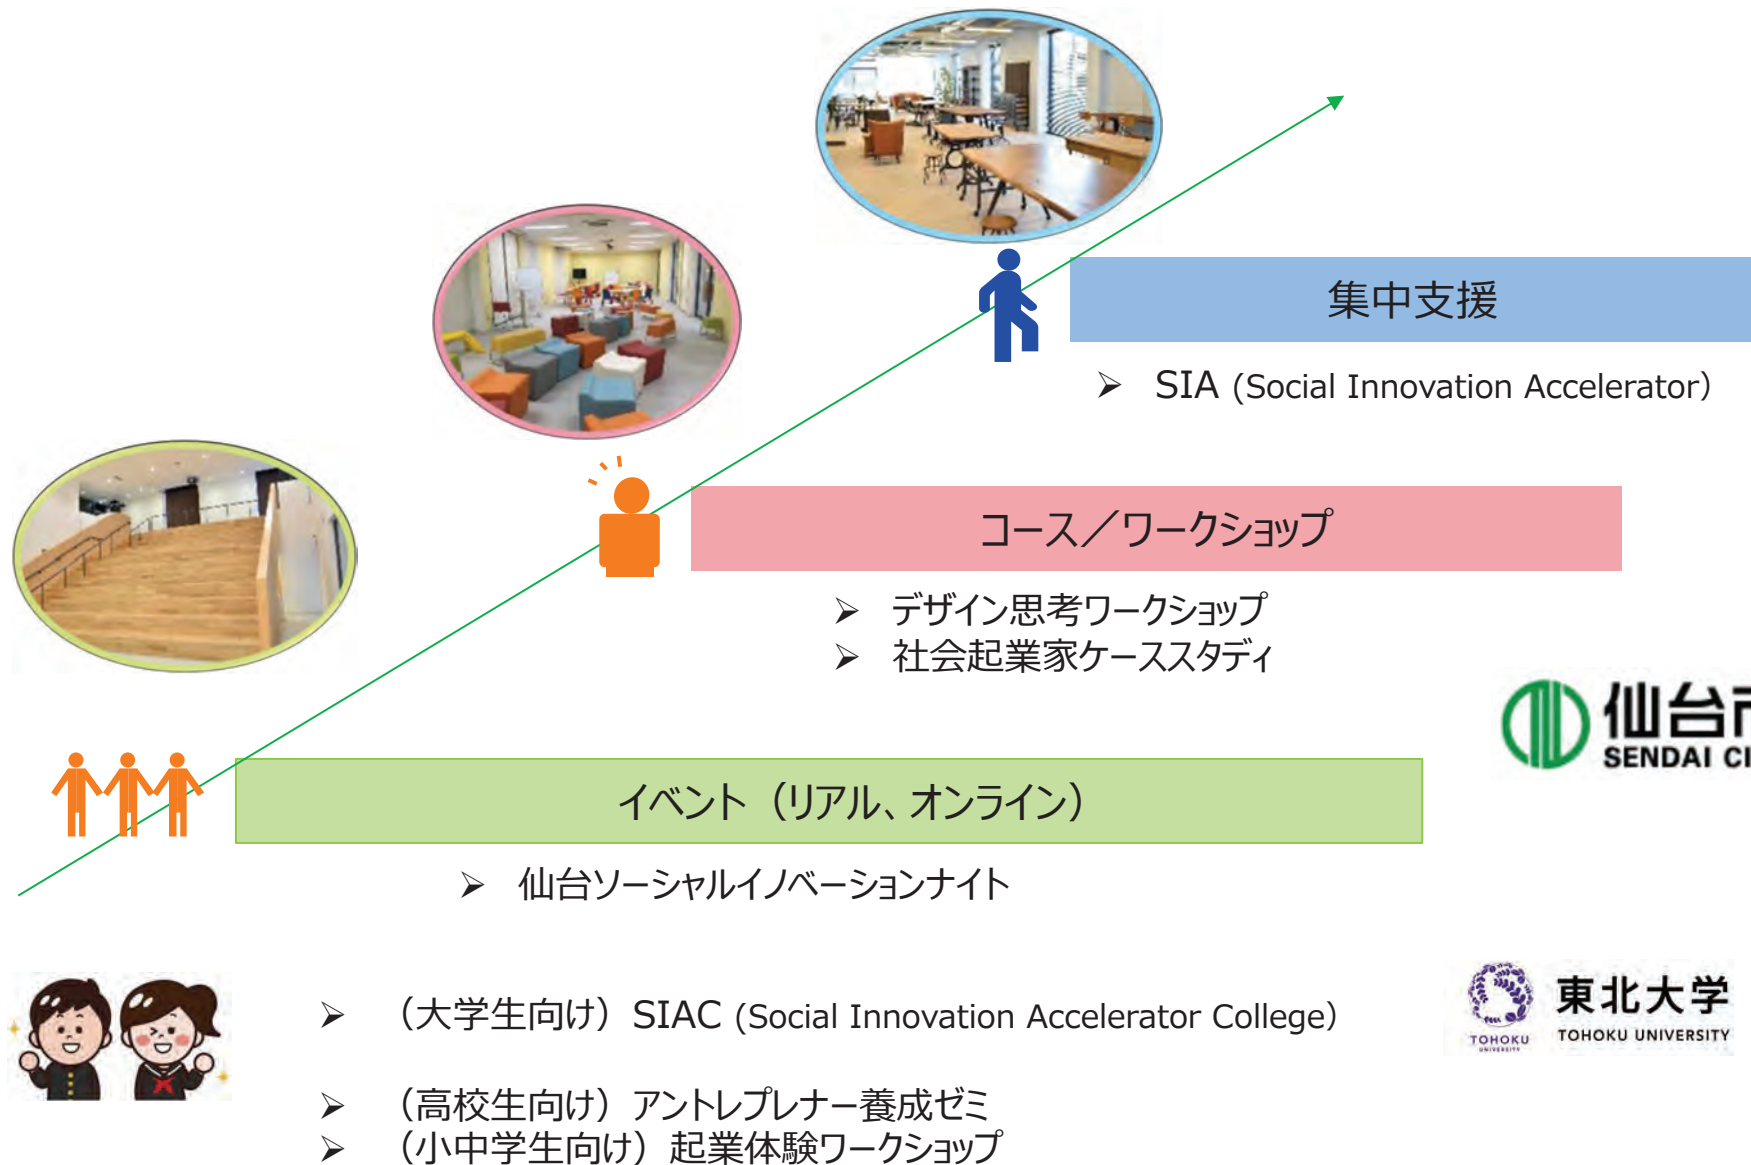 集中支援
➢ SIA (Social Innovation Accelerator）
コース／ワークショップ
➢ デザイン思考ワークショップ
➢ 社会起業家ケーススタディ
仙台市
SENDAI CI
イベント（リアル、オンライン）
➢ 仙台ソーシャルイノベーションナイト
➢ （大学生向け）SIAC (Social Innovation Accelerator College）
TOHOKU
UNIVERSITY
東北大学
TOHOKU UNIVERSITY
➢ （高校生向け）アントレプレナー養成ゼミ
➢ （小中学生向け）起業体験ワークショップ